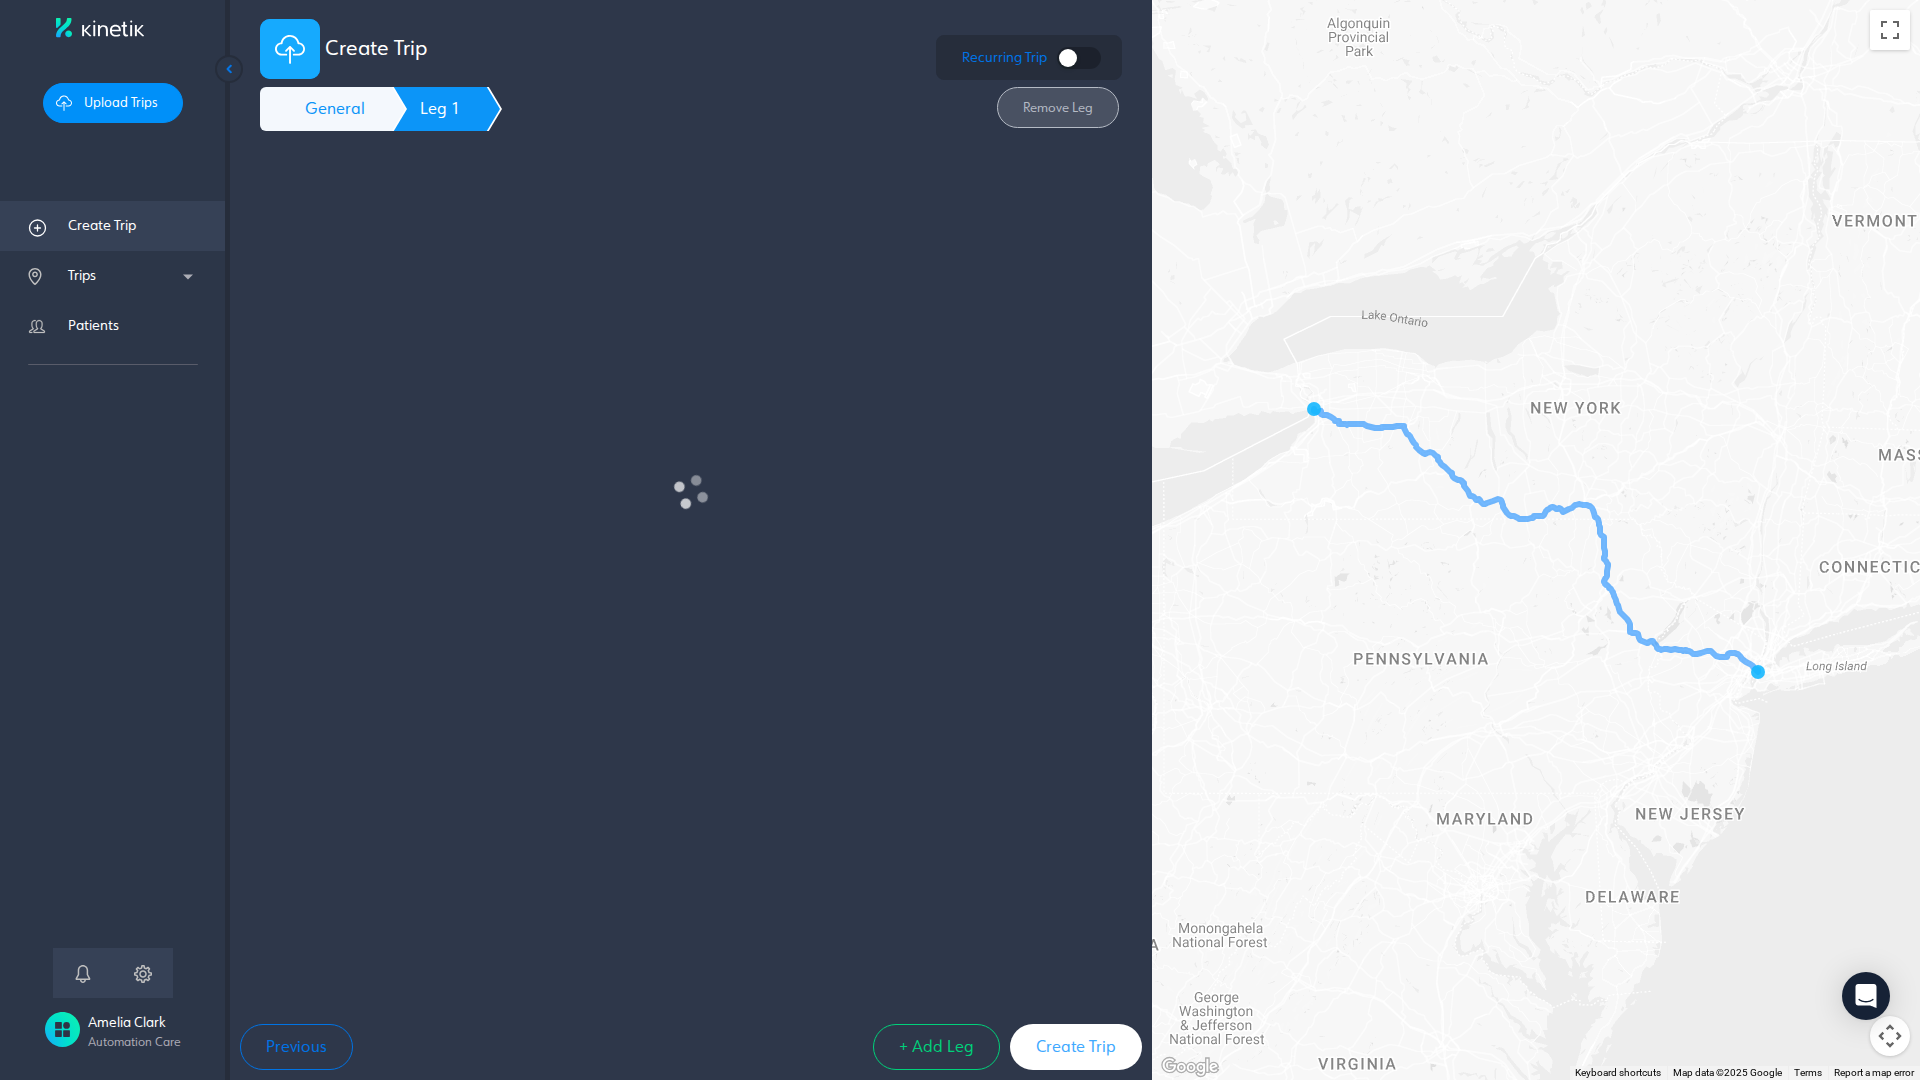 kinetik
Upload Trips
Create Trip
Trips
Patients
Amelia Clark
Automation Care
Create Trip
Recurring Trip
General
Leg 1
Remove Leg
Previous
+ Add Leg
Create Trip
Algonquin
Provincial
Park
VERMONT
Lake Ontario
NEW YORK
MASS
CONNECTIC
PENNSYLVANIA
Long Island
MARYLAND
NEW JERSEY
DELAWARE
Monongahela
National Forest
A
George
Washington
& Jefferson
National Forest
VIRGINIA
Google
Keyboard shortcuts
Map data ©2025 Google
Terms
Report a map error